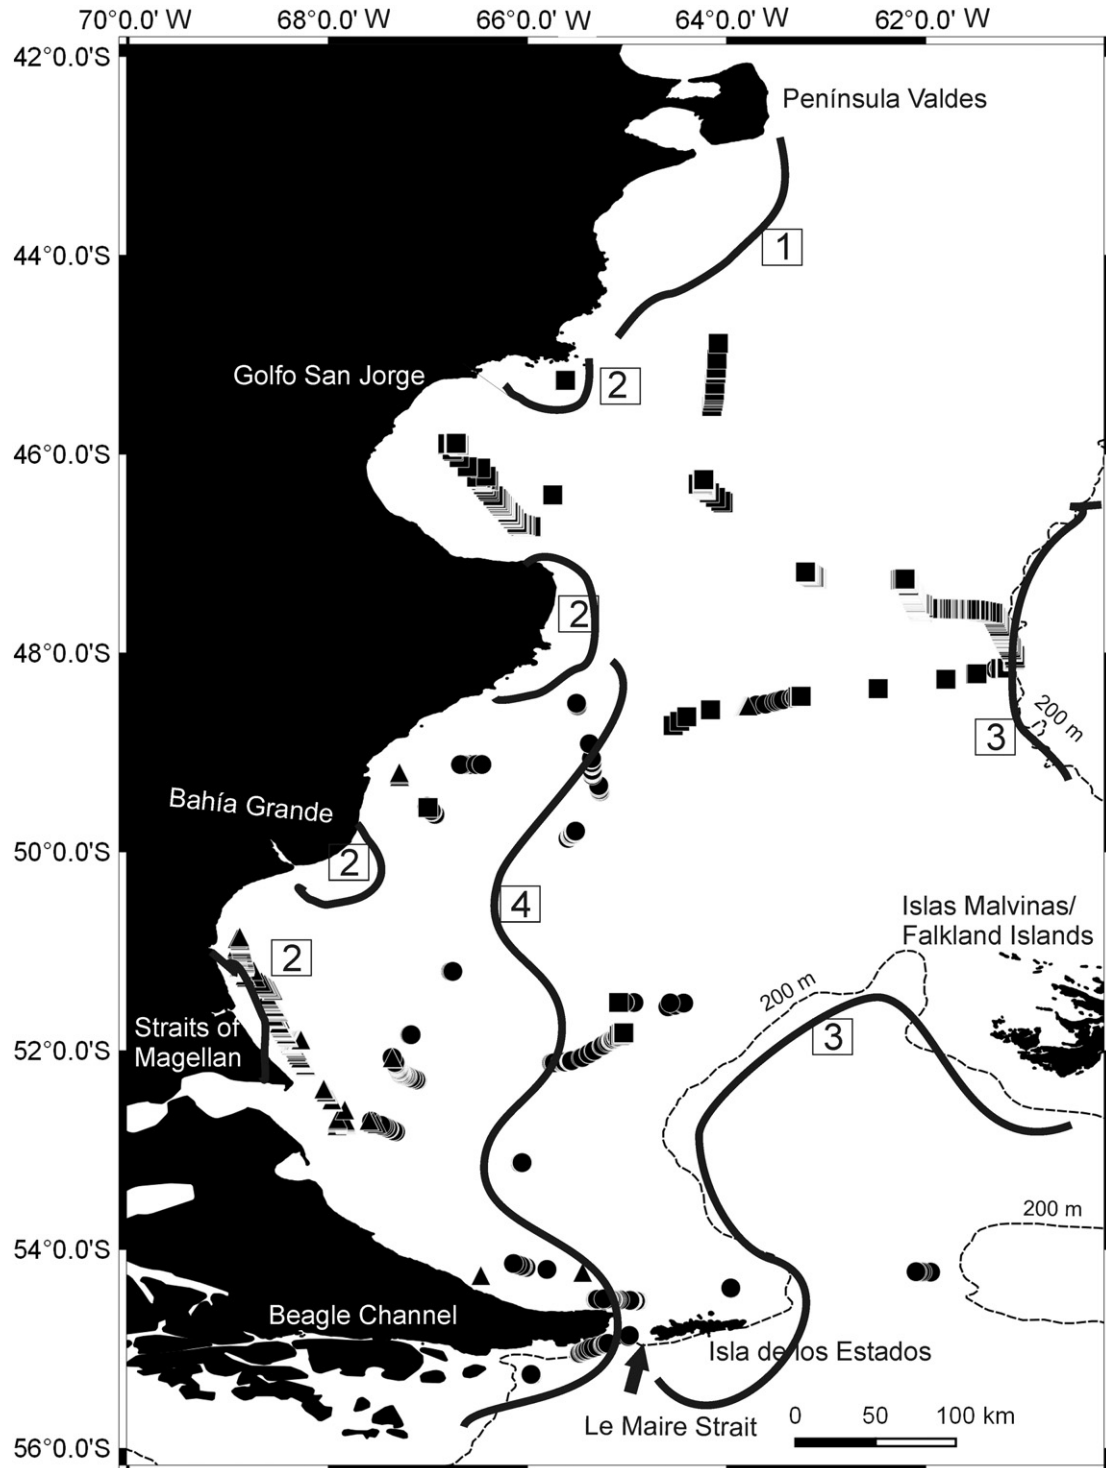 70°0.0' W 68°0.0' W 66°0.0' W 64°0.0' W 62°0.0' W
42°0.0'S
Península Valdes
44°0.0'S
1
Golfo San Jorge
2
46°0.0'S
2
48°0.0'S
200 m
3
Bahía Grande
50°0.0'S
2
4
Islas Malvinas/
Falkland Islands
2
200 m
Straits of
Magellan
3
52°0.0'S
200 m
54°0.0'S
Beagle Channel
Isla de los Estados
Le Maire Strait
0 50 100 km
56°0.0'S